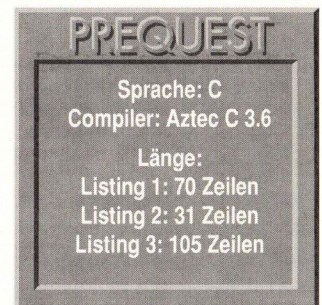 PREQUEST
Sprache: C
Compiler: Aztec C 3.6
Länge:
Listing 1: 70 Zeilen
Listing 2: 31 Zeilen
Listing 3: 105 Zeilen